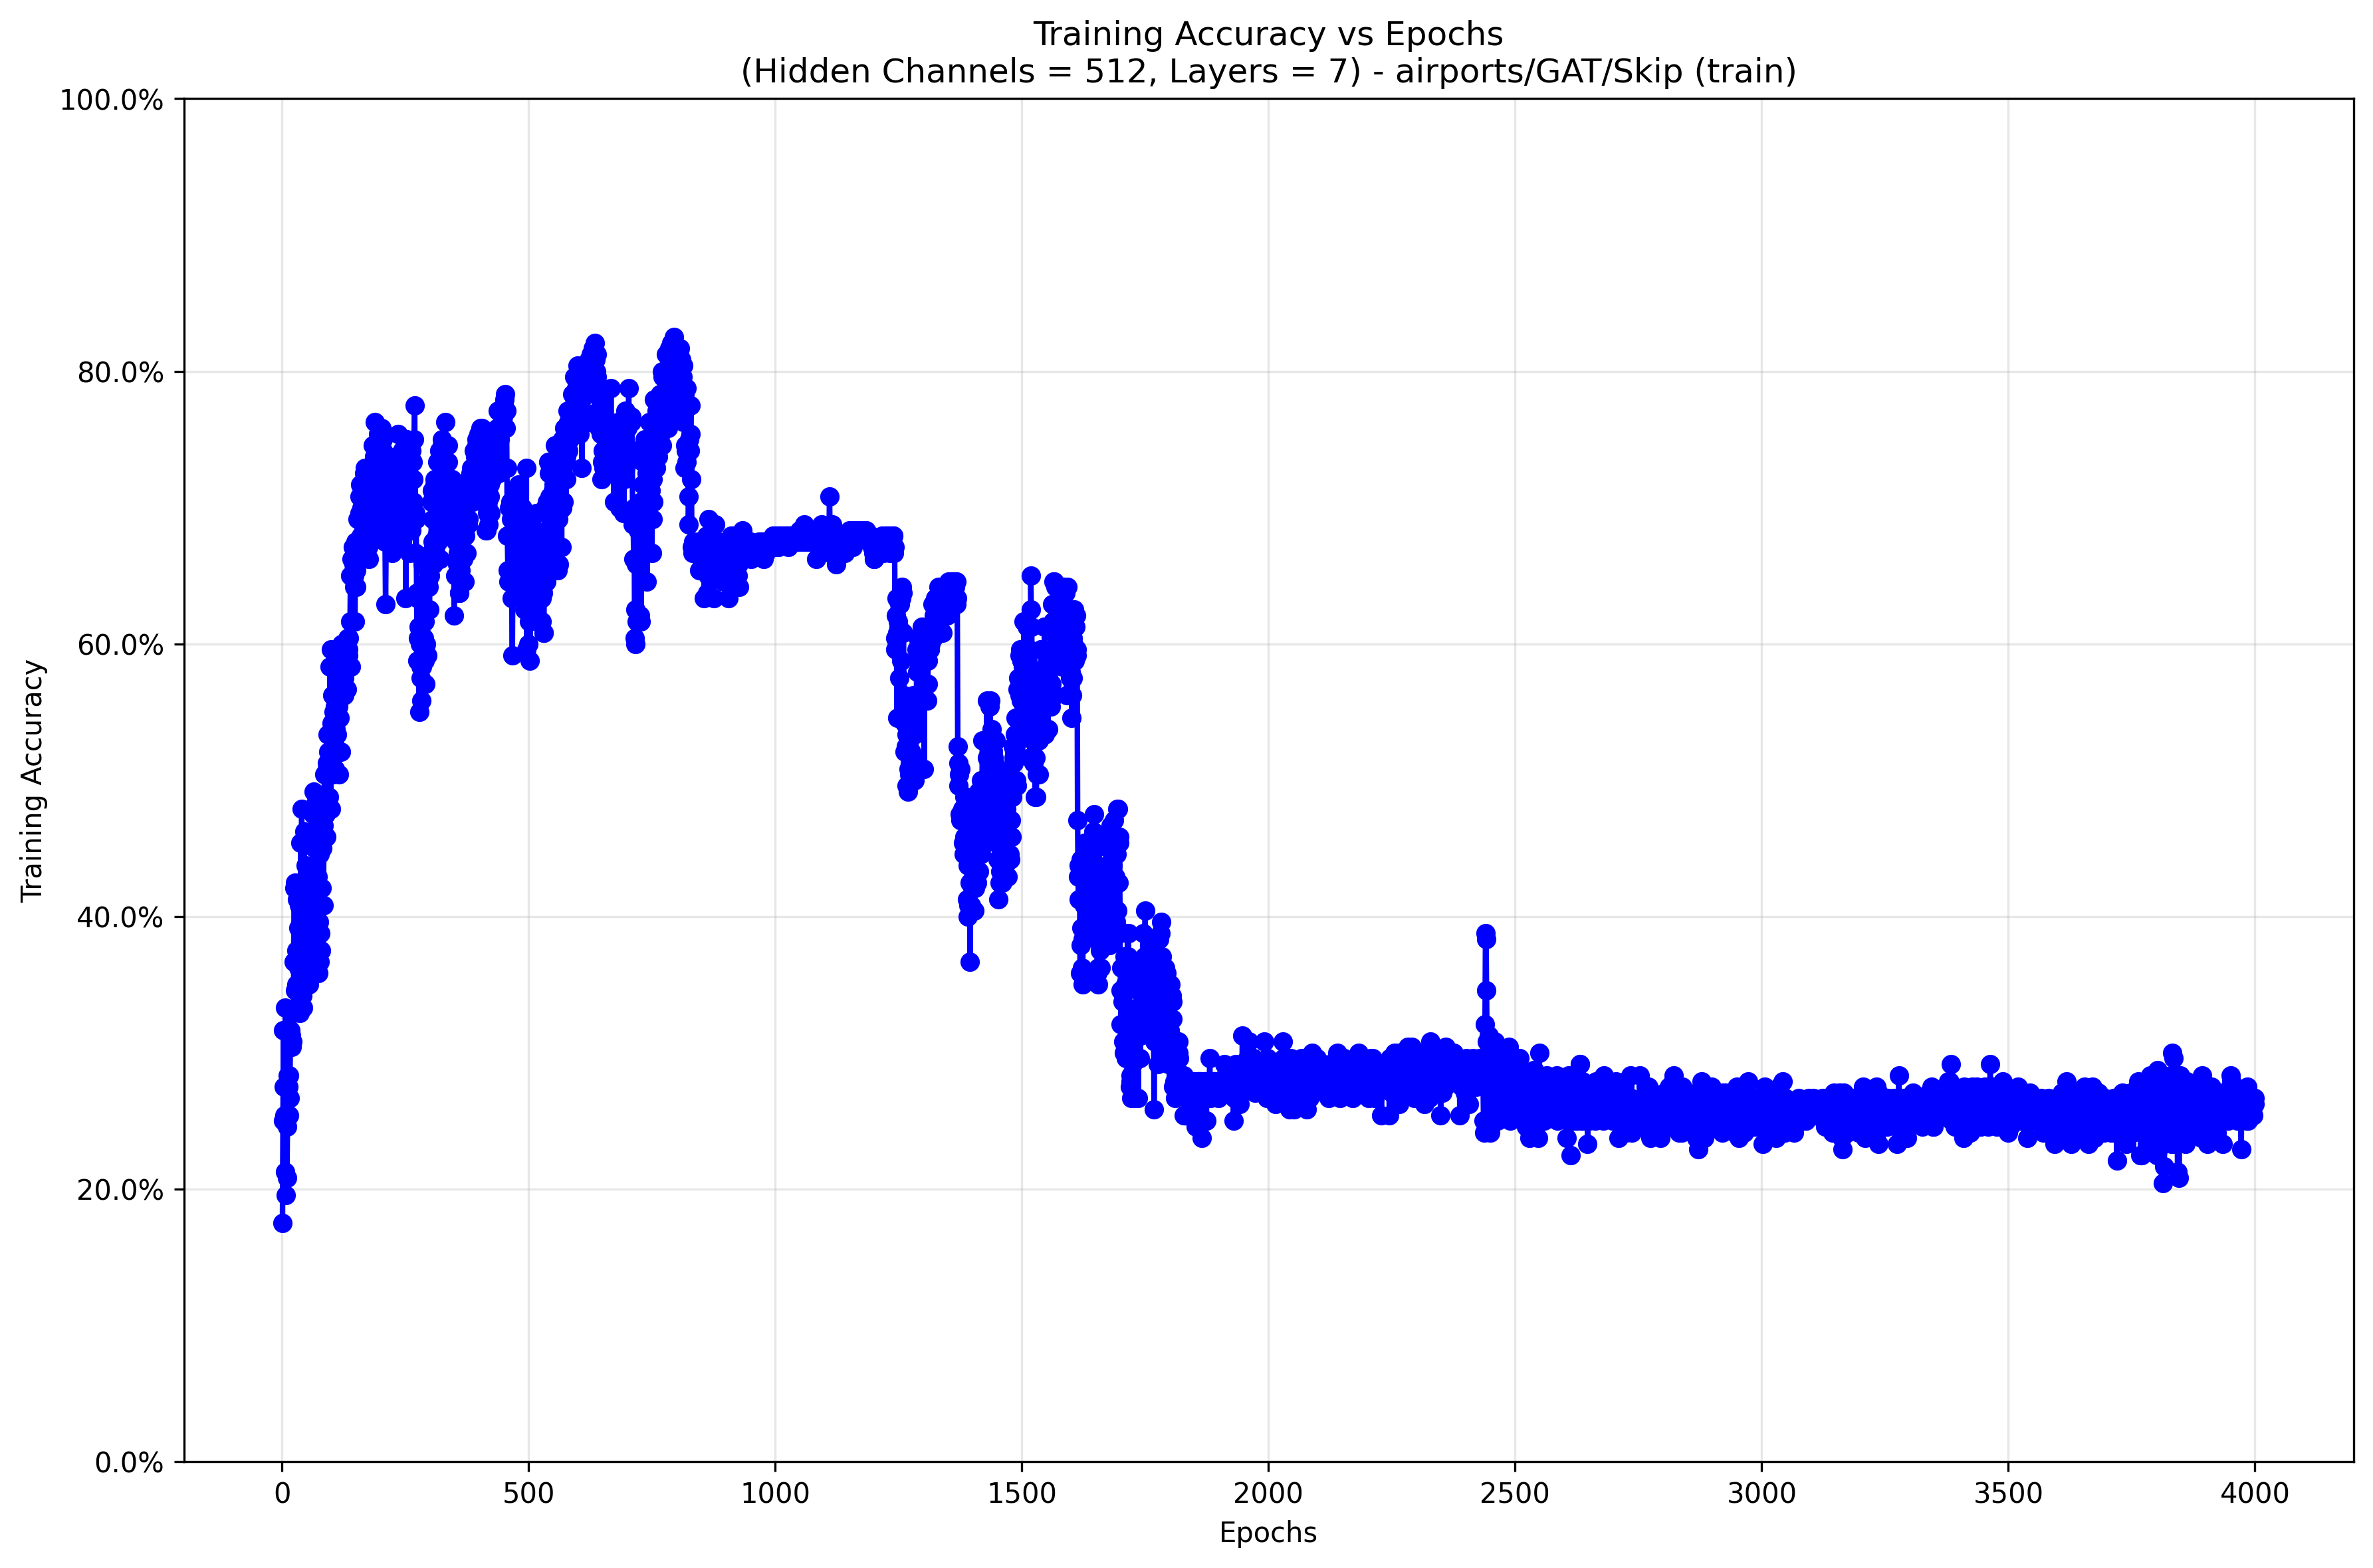 Training Accuracy vs Epochs
(Hidden Channels = 512, Layers = 7) - airports/GAT/Skip (train)
100.0%
80.0%
60.0%
40.0%
20.0%
0.0%
Training Accuracy
0 500 1000 1500 2000 2500 3000 3500 4000
Epochs